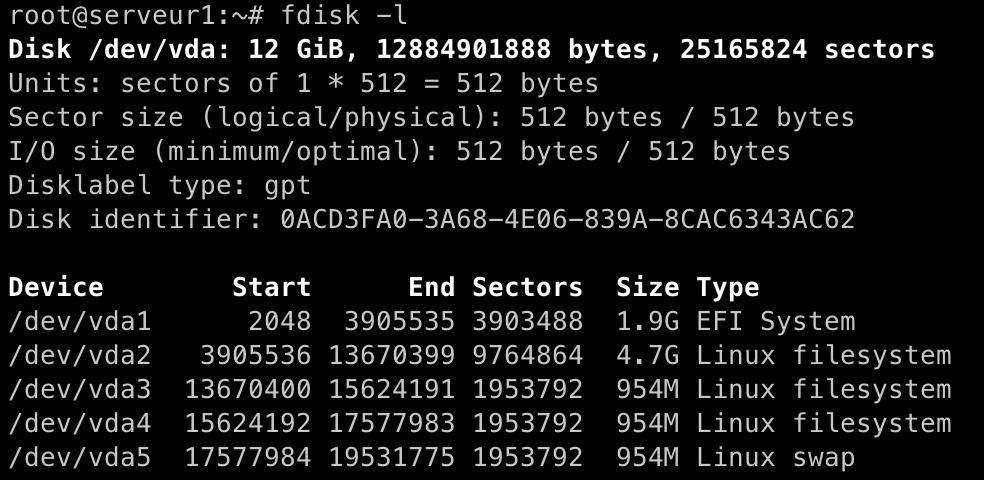 root@serveur1:~# fdisk -l
Disk /dev/vda: 12 GiB, 12884901888 bytes, 25165824 sectors
Units: sectors of 1 * 512 = 512 bytes
Sector size (logical/physical): 512 bytes / 512 bytes
I/O size (minimum/optimal): 512 bytes / 512 bytes
Disklabel type: gpt
Disk identifier: 0ACD3FA0-3A68-4E06-839A-8CAC6343AC62

Device        Start      End Sectors  Size Type
/dev/vda1      2048  3905535 3903488  1.9G EFI System
/dev/vda2   3905536 13670399 9764864  4.7G Linux filesystem
/dev/vda3  13670400 15624191 1953792  954M Linux filesystem
/dev/vda4  15624192 17577983 1953792  954M Linux filesystem
/dev/vda5  17577984 19531775 1953792  954M Linux swap